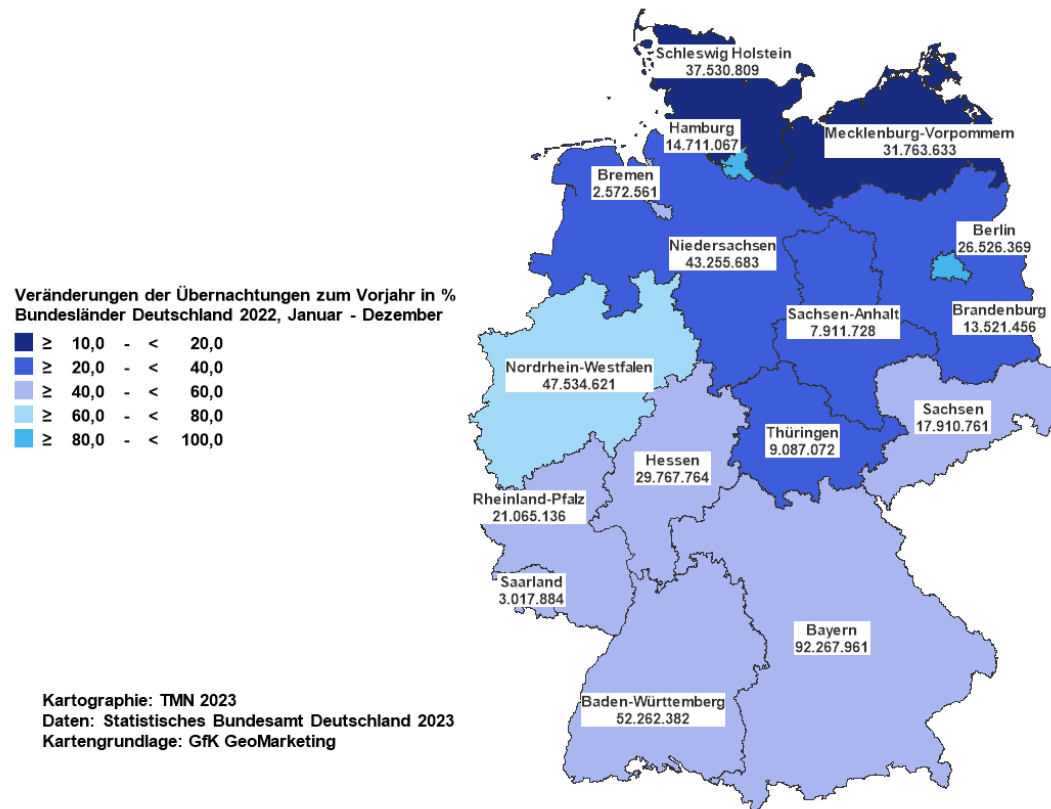 Schleswig Holstein
37.530.809
Hamburg
14.711.067
Mecklenburg-Vorpommern
31.763.633
Bremen
2.572.561
Niedersachsen
43.255.683
Berlin
26.526.369
Veränderungen der Übernachtungen zum Vorjahr in %
Bundesländer Deutschland 2022, Januar - Dezember
≥ 10,0 - < 20,0
≥ 20,0 - < 40,0
≥ 40,0 - < 60,0
≥ 60,0 - < 80,0
≥ 80,0 - < 100,0
Sachsen-Anhalt
7.911.728
Brandenburg
13.521.456
Nordrhein-Westfalen
47.534.621
Sachsen
17.910.761
Thüringen
9.087.072
Hessen
29.767.764
Rheinland-Pfalz
21.065.136
Saarland
3.017.884
Bayern
92.267.961
Baden-Württemberg
52.262.382
Kartographie: TMN 2023
Daten: Statistisches Bundesamt Deutschland 2023
Kartengrundlage: GfK GeoMarketing